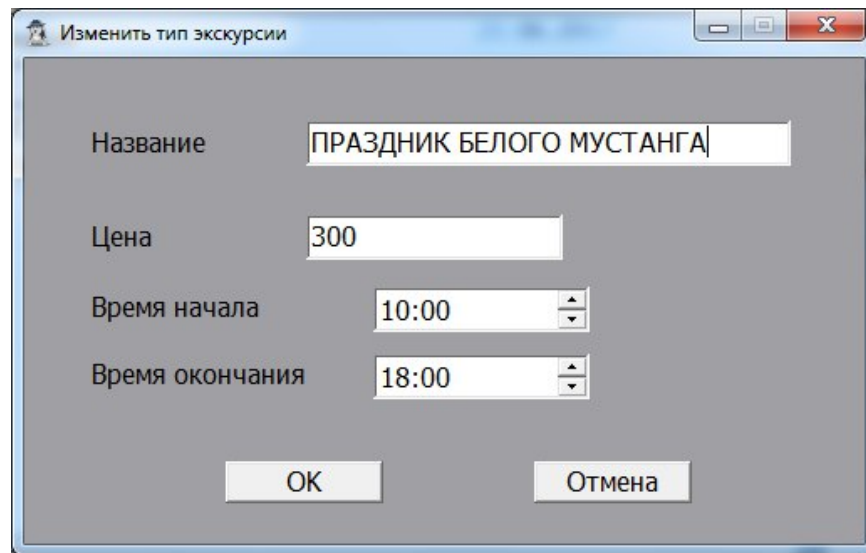 Изменить тип экскурсии
Название ПРАЗДНИК БЕЛОГО МУСТАНГА
Цена 300
Время начала 10:00
Время окончания 18:00
OK Отмена